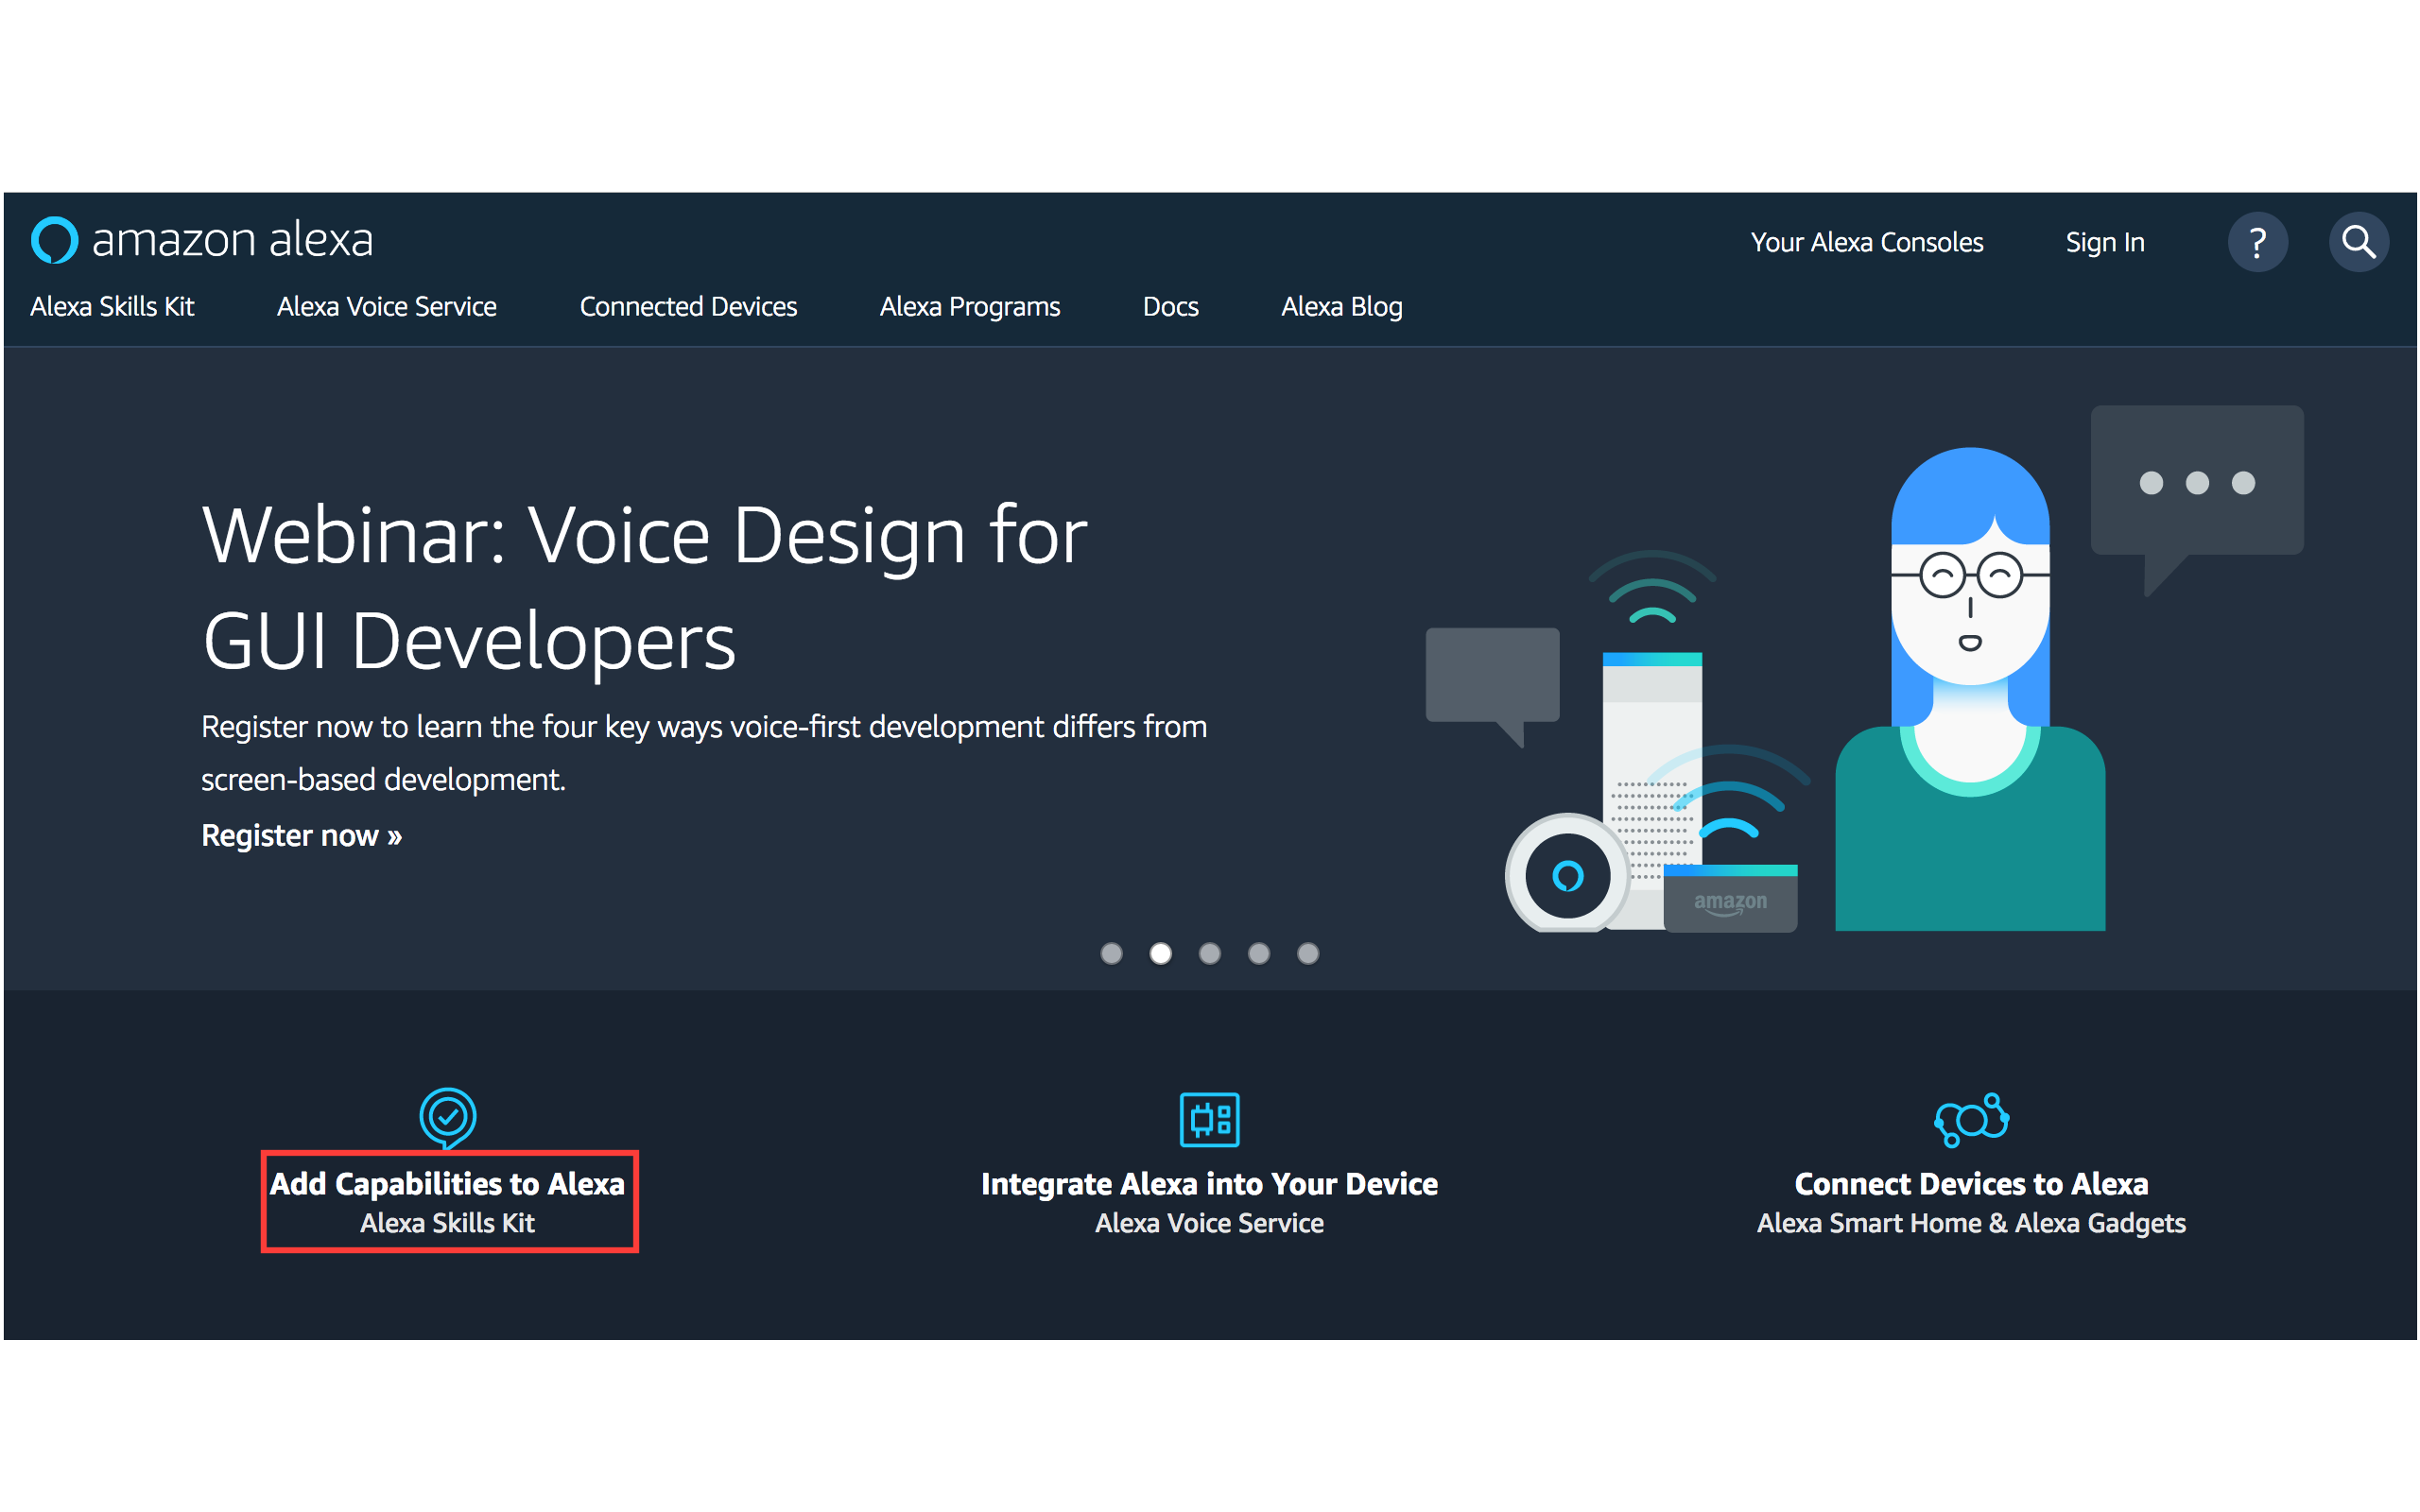 amazon alexa
Your Alexa Consoles
Sign In
?
Alexa Skills Kit
Alexa Voice Service
Connected Devices
Alexa Programs
Docs
Alexa Blog
Webinar: Voice Design for
GUI Developers
Register now to learn the four key ways voice-first development differs from
screen-based development.
Register now »
amazon
Add Capabilities to Alexa
Alexa Skills Kit
Integrate Alexa into Your Device
Alexa Voice Service
Connect Devices to Alexa
Alexa Smart Home & Alexa Gadgets